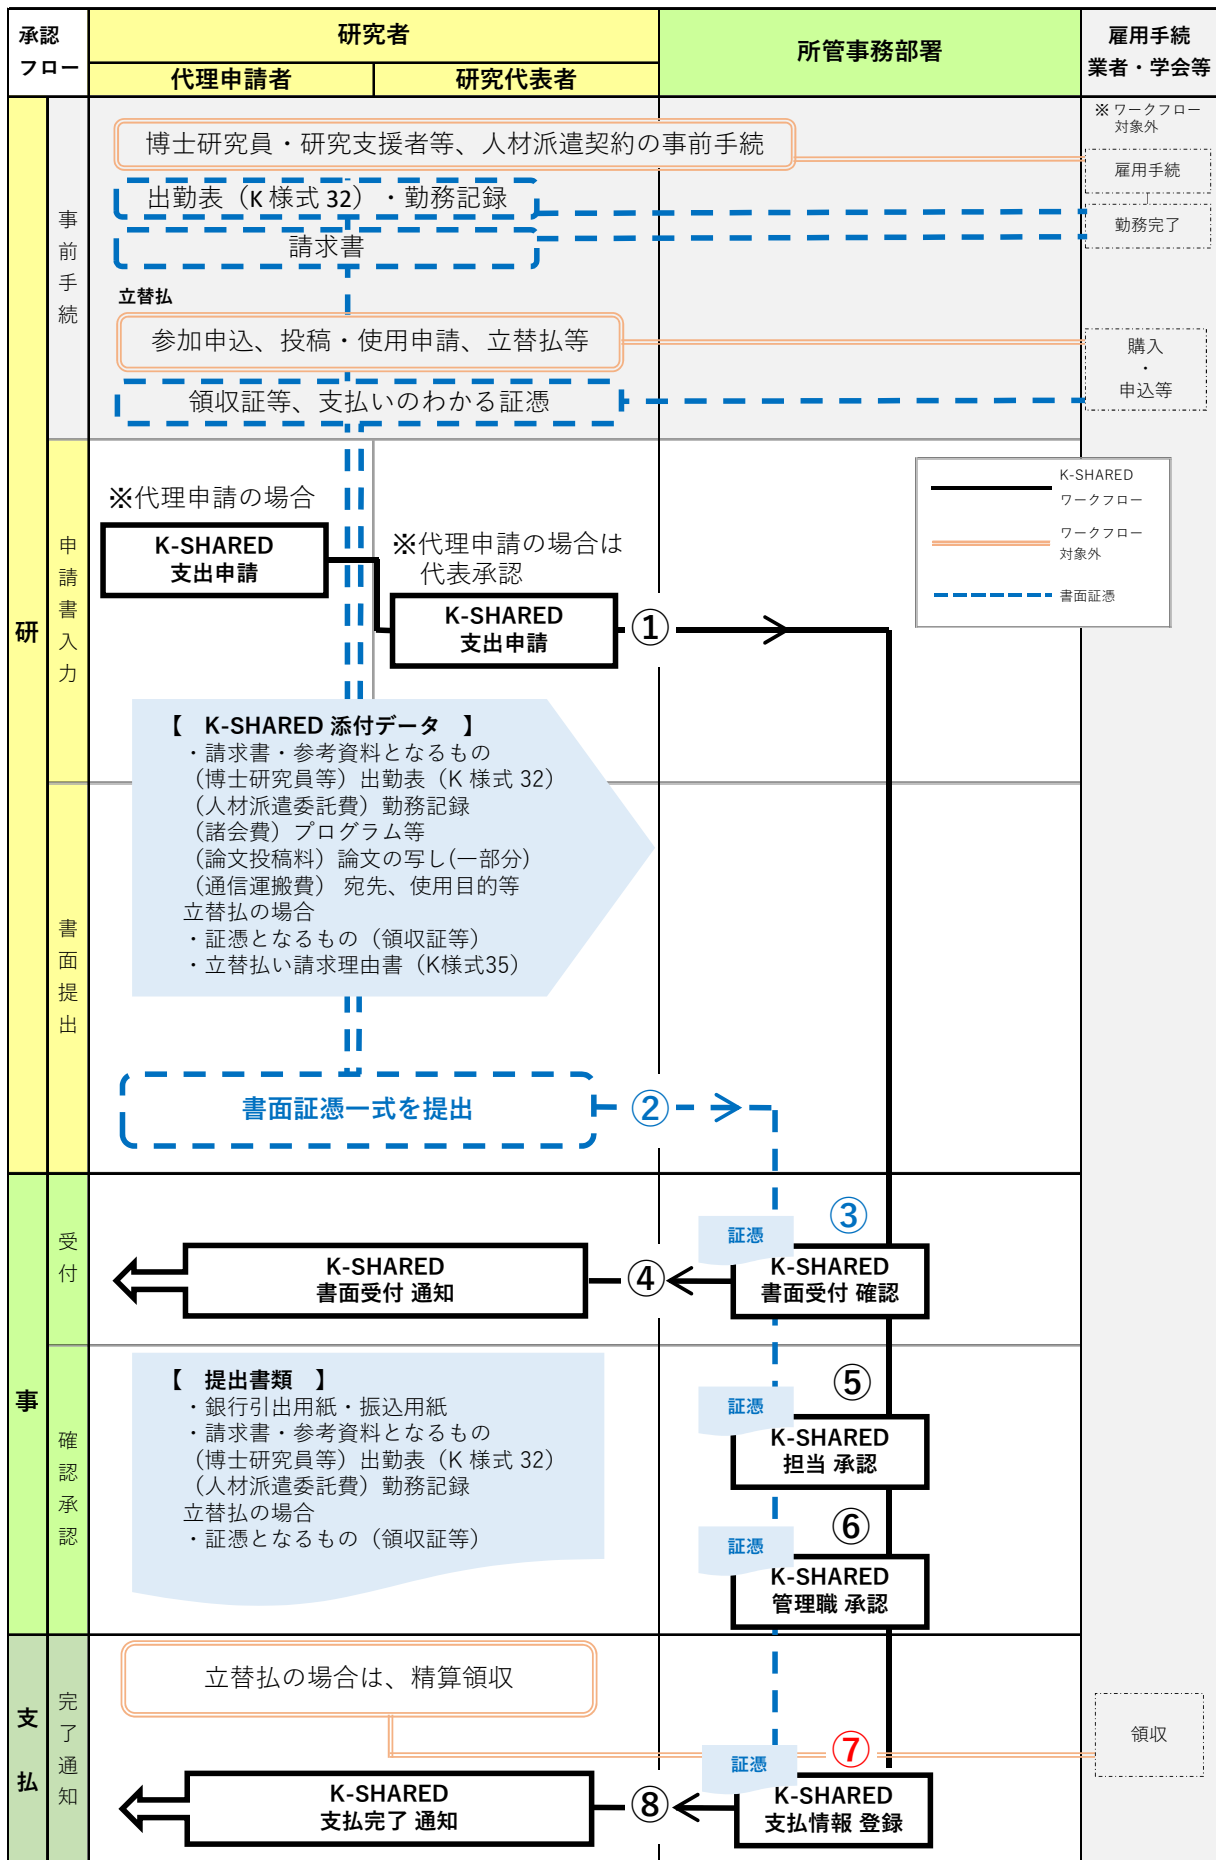 承認
フロー
研究者
代理申請者
研究代表者
所管事務部署
雇用手続
業者・学会等
研
事前手続
博士研究員・研究支援者等、人材派遣契約の事前手続
出勤表（K 様式 32）・勤務記録
請求書
立替払
参加申込、投稿・使用申請、立替払等
領収証等、支払いのわかる証憑
※ ワークフロー
対象外
雇用手続
勤務完了
購入
・
申込等
申請書入力
※代理申請の場合
K-SHARED
支出申請
※代理申請の場合は
代表承認
K-SHARED
支出申請
①
K-SHARED
ワークフロー
ワークフロー
対象外
書面証憑
【　K-SHARED 添付データ　】
・請求書・参考資料となるもの
（博士研究員等）出勤表（K 様式 32）
（人材派遣委託費）勤務記録
（諸会費）プログラム等
（論文投稿料）論文の写し(一部分)
（通信運搬費） 宛先、使用目的等
立替払の場合
・証憑となるもの（領収証等）
・立替払い請求理由書（K様式35）
書面提出
書面証憑一式を提出
②
事
受付
③
証憑
K-SHARED
書面受付 確認
④
K-SHARED
書面受付 通知
確認承認
【　提出書類　】
・銀行引出用紙・振込用紙
・請求書・参考資料となるもの
（博士研究員等）出勤表（K 様式 32）
（人材派遣委託費）勤務記録
立替払の場合
・証憑となるもの（領収証等）
⑤
証憑
K-SHARED
担当 承認
⑥
証憑
K-SHARED
管理職 承認
支払
完了通知
立替払の場合は、精算領収
領収
⑦
証憑
K-SHARED
支払情報 登録
⑧
K-SHARED
支払完了 通知